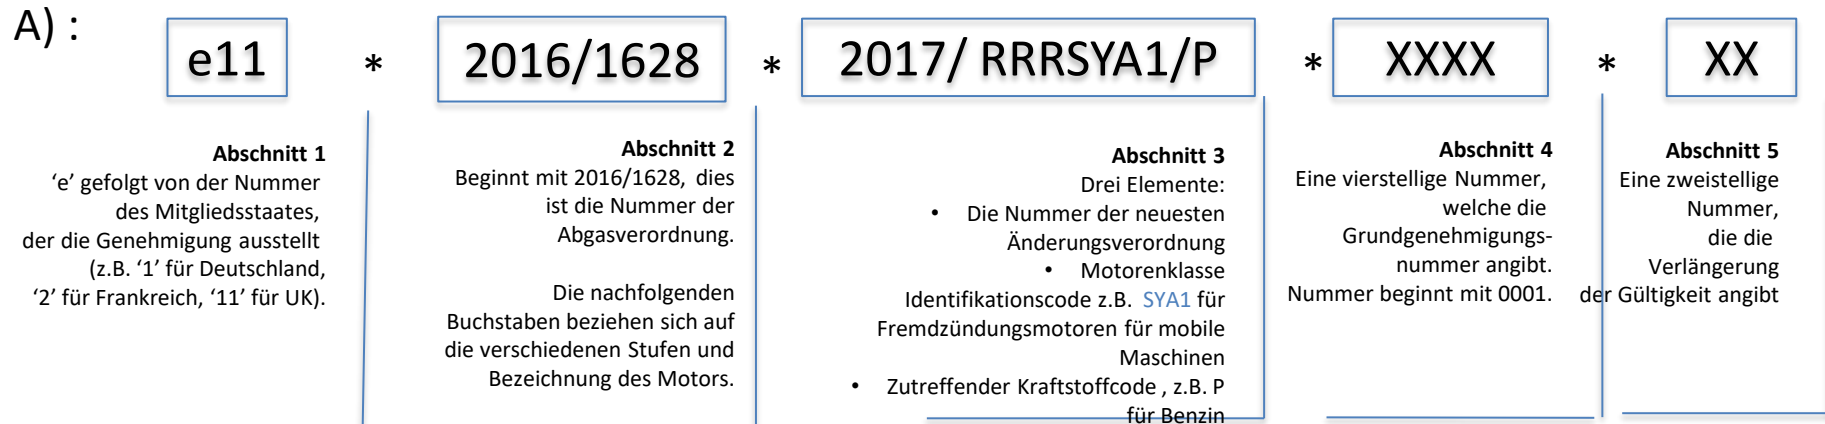 A) :
e11 * 2016/1628 * 2017/ RRRSYA1/P * XXXX * XX
Abschnitt 1
‘e’ gefolgt von der Nummer
des Mitgliedsstaates,
der die Genehmigung ausstellt
(z.B. ‘1’ für Deutschland,
‘2’ für Frankreich, ‘11’ für UK).
Abschnitt 2
Beginnt mit 2016/1628, dies
ist die Nummer der
Abgasverordnung.
Die nachfolgenden
Buchstaben beziehen sich auf
die verschiedenen Stufen und
Bezeichnung des Motors.
Abschnitt 3
Drei Elemente:
• Die Nummer der neuesten
Änderungsverordnung
• Motorenklasse
Identifikationscode z.B. SYA1 für
Fremdzündungsmotoren für mobile
Maschinen
• Zutreffender Kraftstoffcode , z.B. P
für Benzin
Abschnitt 4
Eine vierstellige Nummer,
welche die
Grundgenehmigungs-
nummer angibt.
Nummer beginnt mit 0001.
Abschnitt 5
Eine zweistellige
Nummer,
die die
Verlängerung
der Gültigkeit angibt